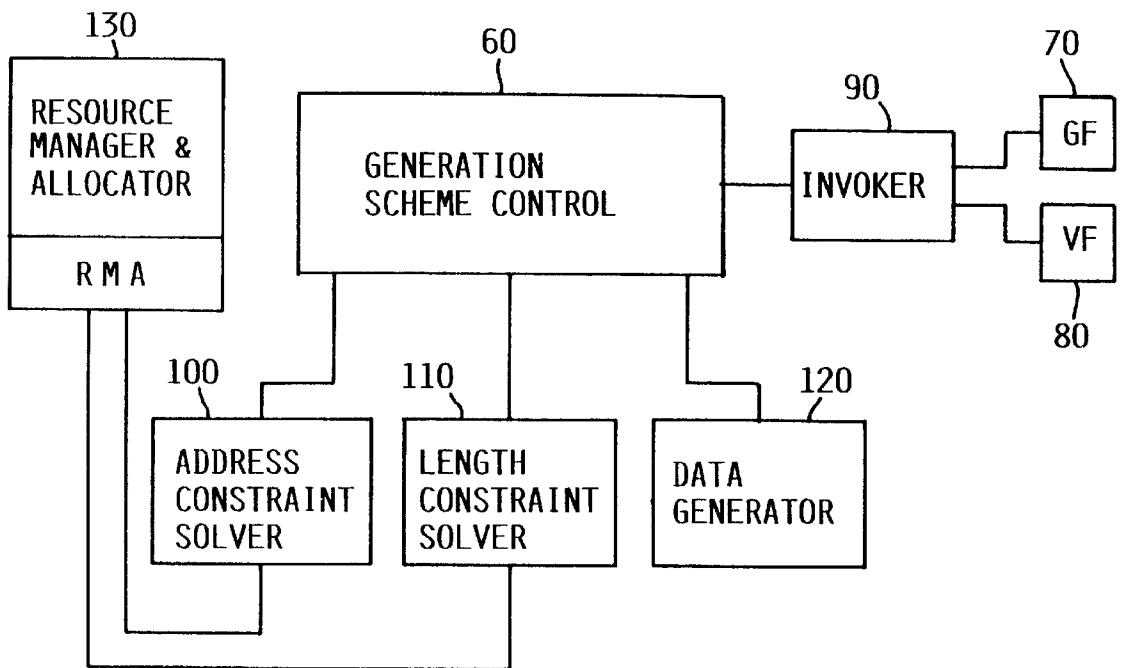 130
RESOURCE
MANAGER &
ALLOCATOR
RMA
60
GENERATION
SCHEME CONTROL
90
INVOKER
70
GF
VF
80
100
ADDRESS
CONSTRAINT
SOLVER
110
LENGTH
CONSTRAINT
SOLVER
120
DATA
GENERATOR